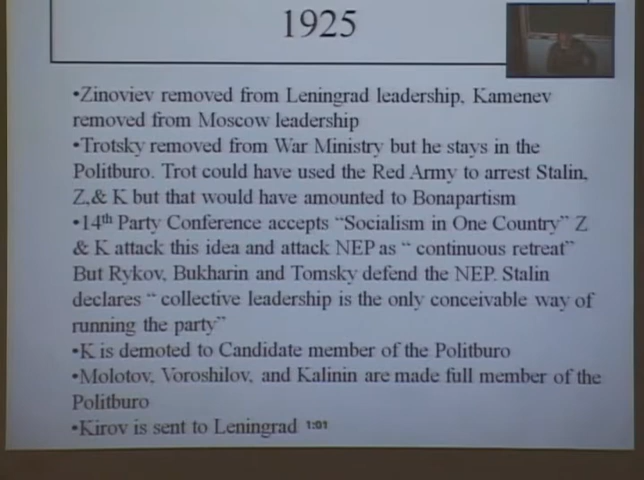 1925
•Zinoviev removed from Leningrad leadership, Kamenev
removed from Moscow leadership
•Trotsky removed from War Ministry but he stays in the
Politburo. Trot could have used the Red Army to arrest Stalin,
Z,& K but that would have amounted to Bonapartism
•14th Party Conference accepts “Socialism in One Country” Z
& K attack this idea and attack NEP as “ continuous retreat”
But Rykov, Bukharin and Tomsky defend the NEP. Stalin
declares “ collective leadership is the only conceivable way of
running the party”
•K is demoted to Candidate member of the Politburo
•Molotov, Voroshilov, and Kalinin are made full member of the
Politburo
•Kirov is sent to Leningrad 1:01